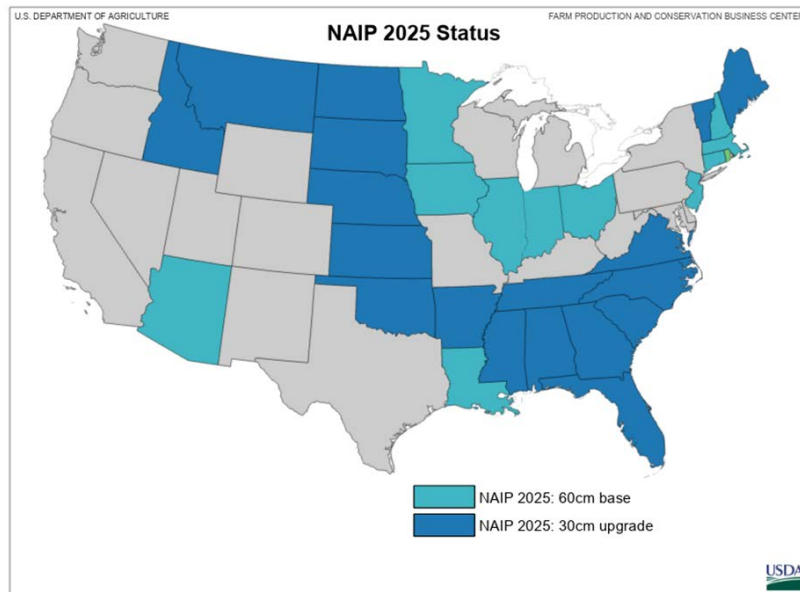 U.S. DEPARTMENT OF AGRICULTURE
FARM PRODUCTION AND CONSERVATION BUSINESS CENTER
NAIP 2025 Status
NAIP 2025: 60cm base
NAIP 2025: 30cm upgrade
USDA